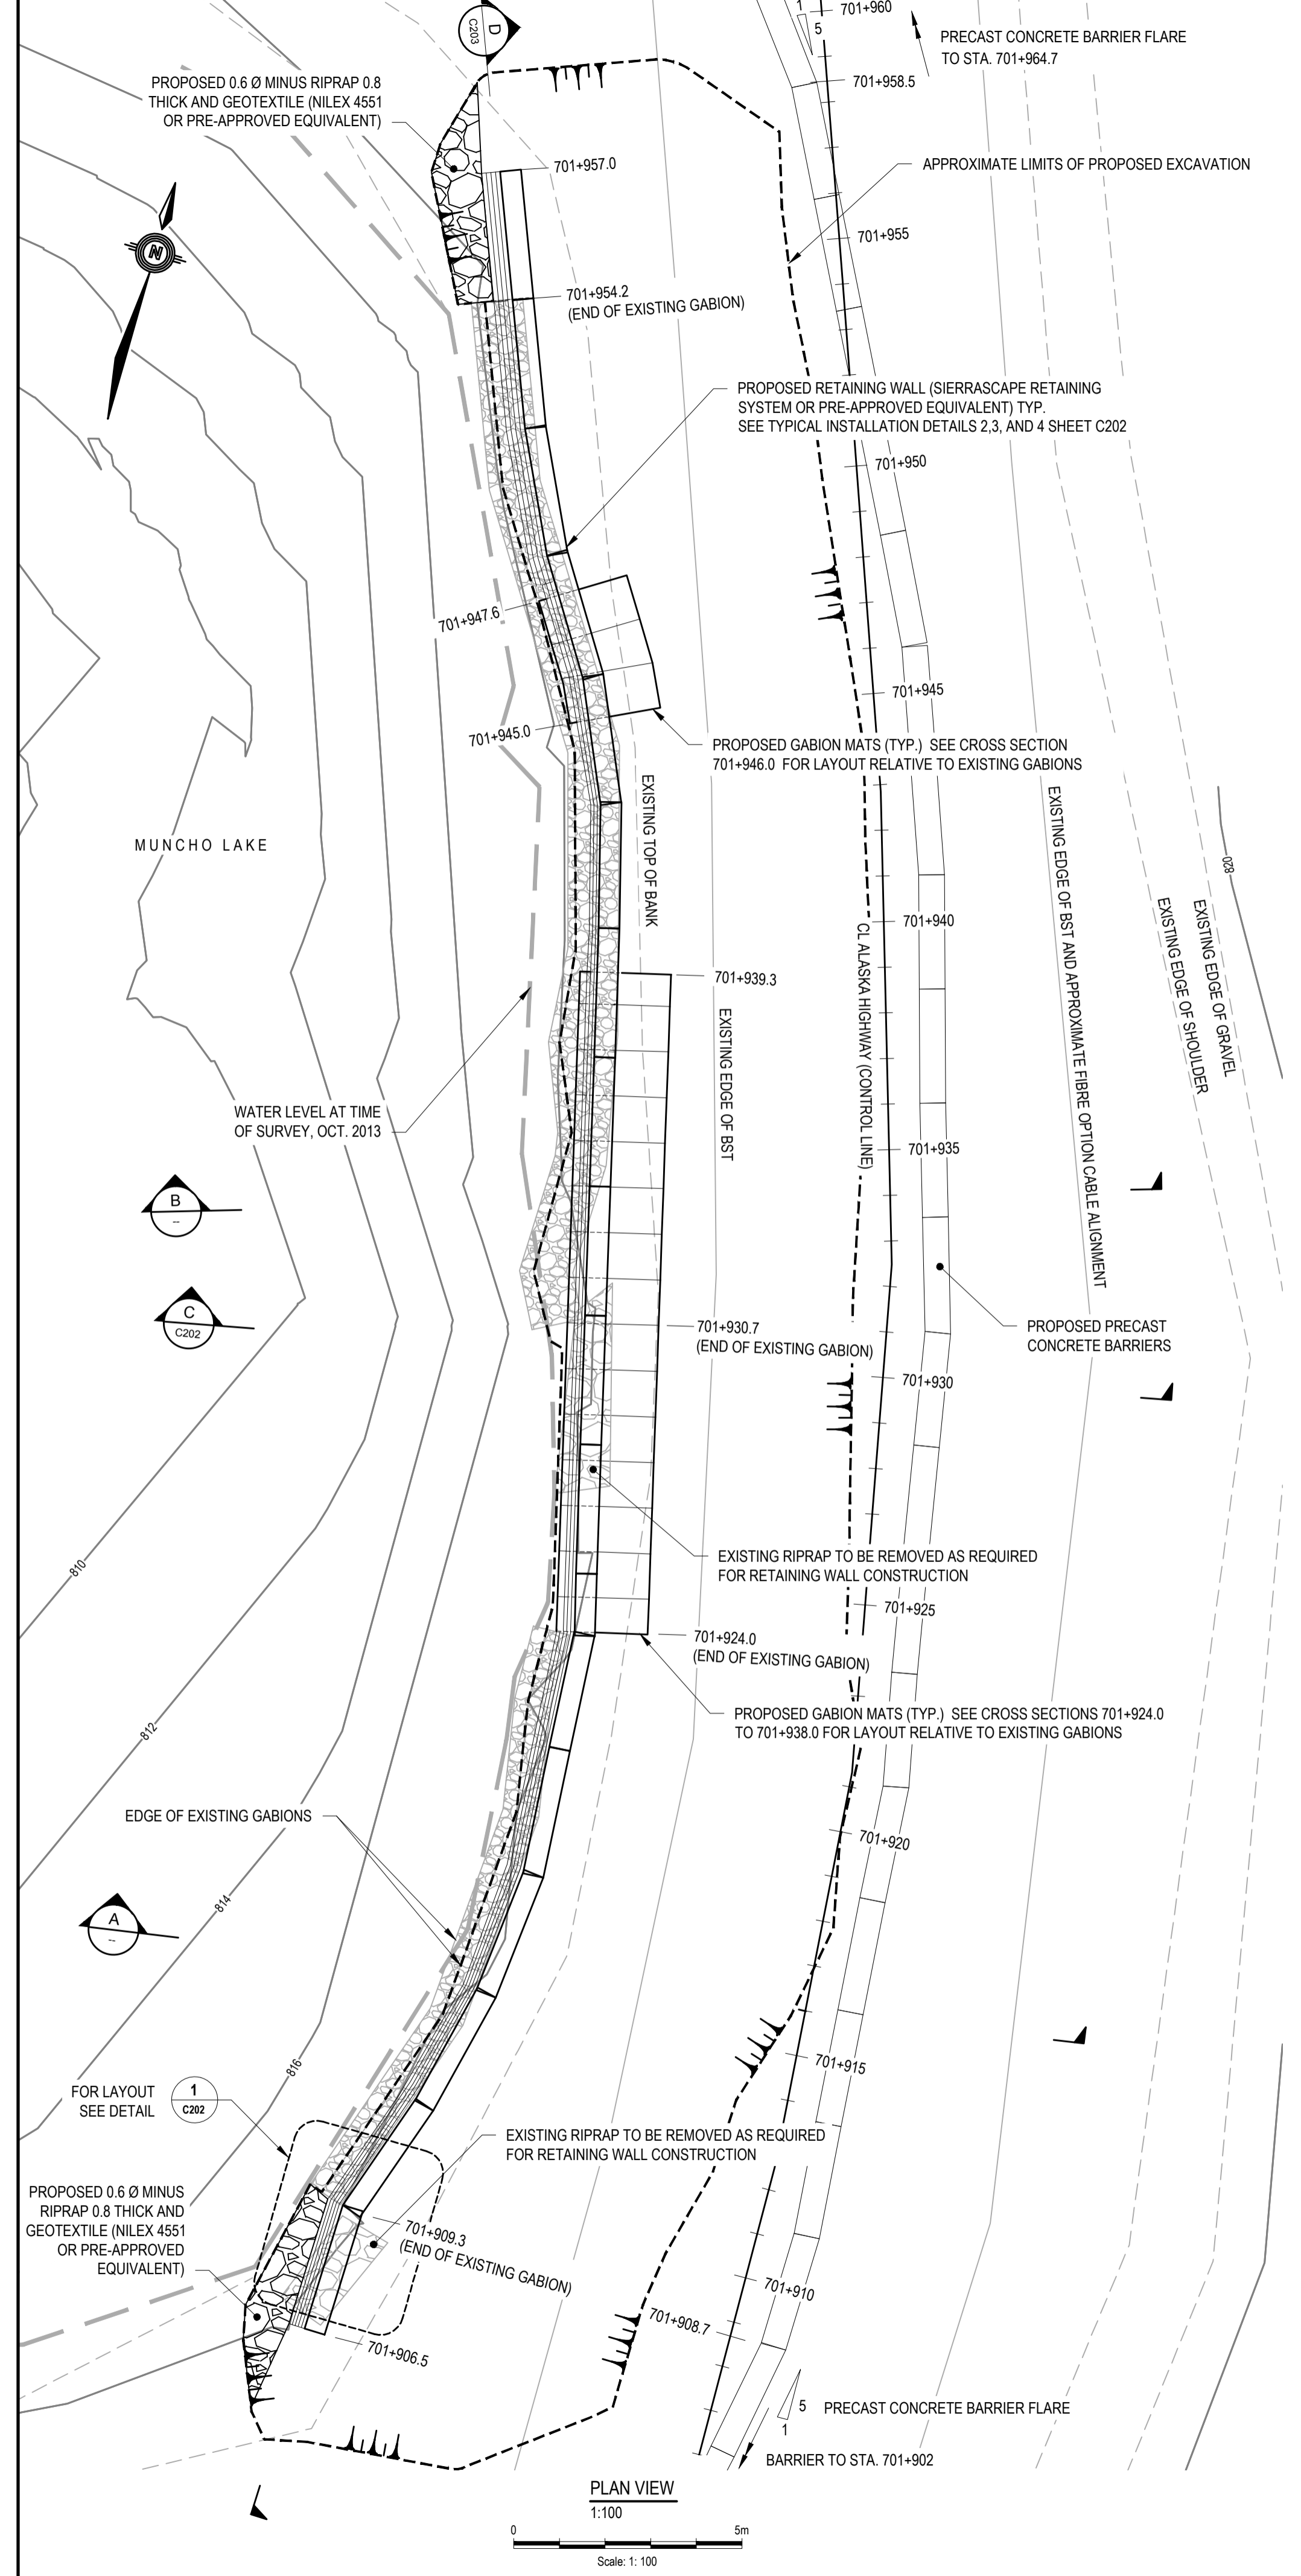 701+960
1
5
PRECAST CONCRETE BARRIER FLARE
TO STA. 701+964.7
D
C203
701+958.5
PROPOSED 0.6 Ø MINUS RIPRAP 0.8
THICK AND GEOTEXTILE (NILEX 4551
OR PRE-APPROVED EQUIVALENT)
701+957.0
APPROXIMATE LIMITS OF PROPOSED EXCAVATION
N
701+955
701+954.2
(END OF EXISTING GABION)
PROPOSED RETAINING WALL (SIERRASCAPE RETAINING
SYSTEM OR PRE-APPROVED EQUIVALENT) TYP.
SEE TYPICAL INSTALLATION DETAILS 2,3, AND 4 SHEET C202
701+950
701+947.6
701+945
701+945.0
PROPOSED GABION MATS (TYP.) SEE CROSS SECTION
701+946.0 FOR LAYOUT RELATIVE TO EXISTING GABIONS
MUNCHO LAKE
EXISTING TOP OF BANK
820
701+940
EXISTING EDGE OF BST AND APPROXIMATE FIBRE OPTION CABLE ALIGNMENT
EXISTING EDGE OF SHOULDER
EXISTING EDGE OF GRAVEL
CL ALASKA HIGHWAY (CONTROL LINE)
701+939.3
EXISTING EDGE OF BST
WATER LEVEL AT TIME
OF SURVEY, OCT. 2013
701+935
B
--
C
C202
701+930.7
(END OF EXISTING GABION)
PROPOSED PRECAST
CONCRETE BARRIERS
701+930
810
EXISTING RIPRAP TO BE REMOVED AS REQUIRED
FOR RETAINING WALL CONSTRUCTION
701+925
701+924.0
(END OF EXISTING GABION)
PROPOSED GABION MATS (TYP.) SEE CROSS SECTIONS 701+924.0
TO 701+938.0 FOR LAYOUT RELATIVE TO EXISTING GABIONS
812
EDGE OF EXISTING GABIONS
701+920
814
A
--
701+915
816
FOR LAYOUT
SEE DETAIL
1
C202
EXISTING RIPRAP TO BE REMOVED AS REQUIRED
FOR RETAINING WALL CONSTRUCTION
PROPOSED 0.6 Ø MINUS
RIPRAP 0.8 THICK AND
GEOTEXTILE (NILEX 4551
OR PRE-APPROVED
EQUIVALENT)
701+909.3
(END OF EXISTING GABION)
701+910
701+908.7
701+906.5
5
1
PRECAST CONCRETE BARRIER FLARE
BARRIER TO STA. 701+902
PLAN VIEW
1:100
0
5m
Scale: 1: 100